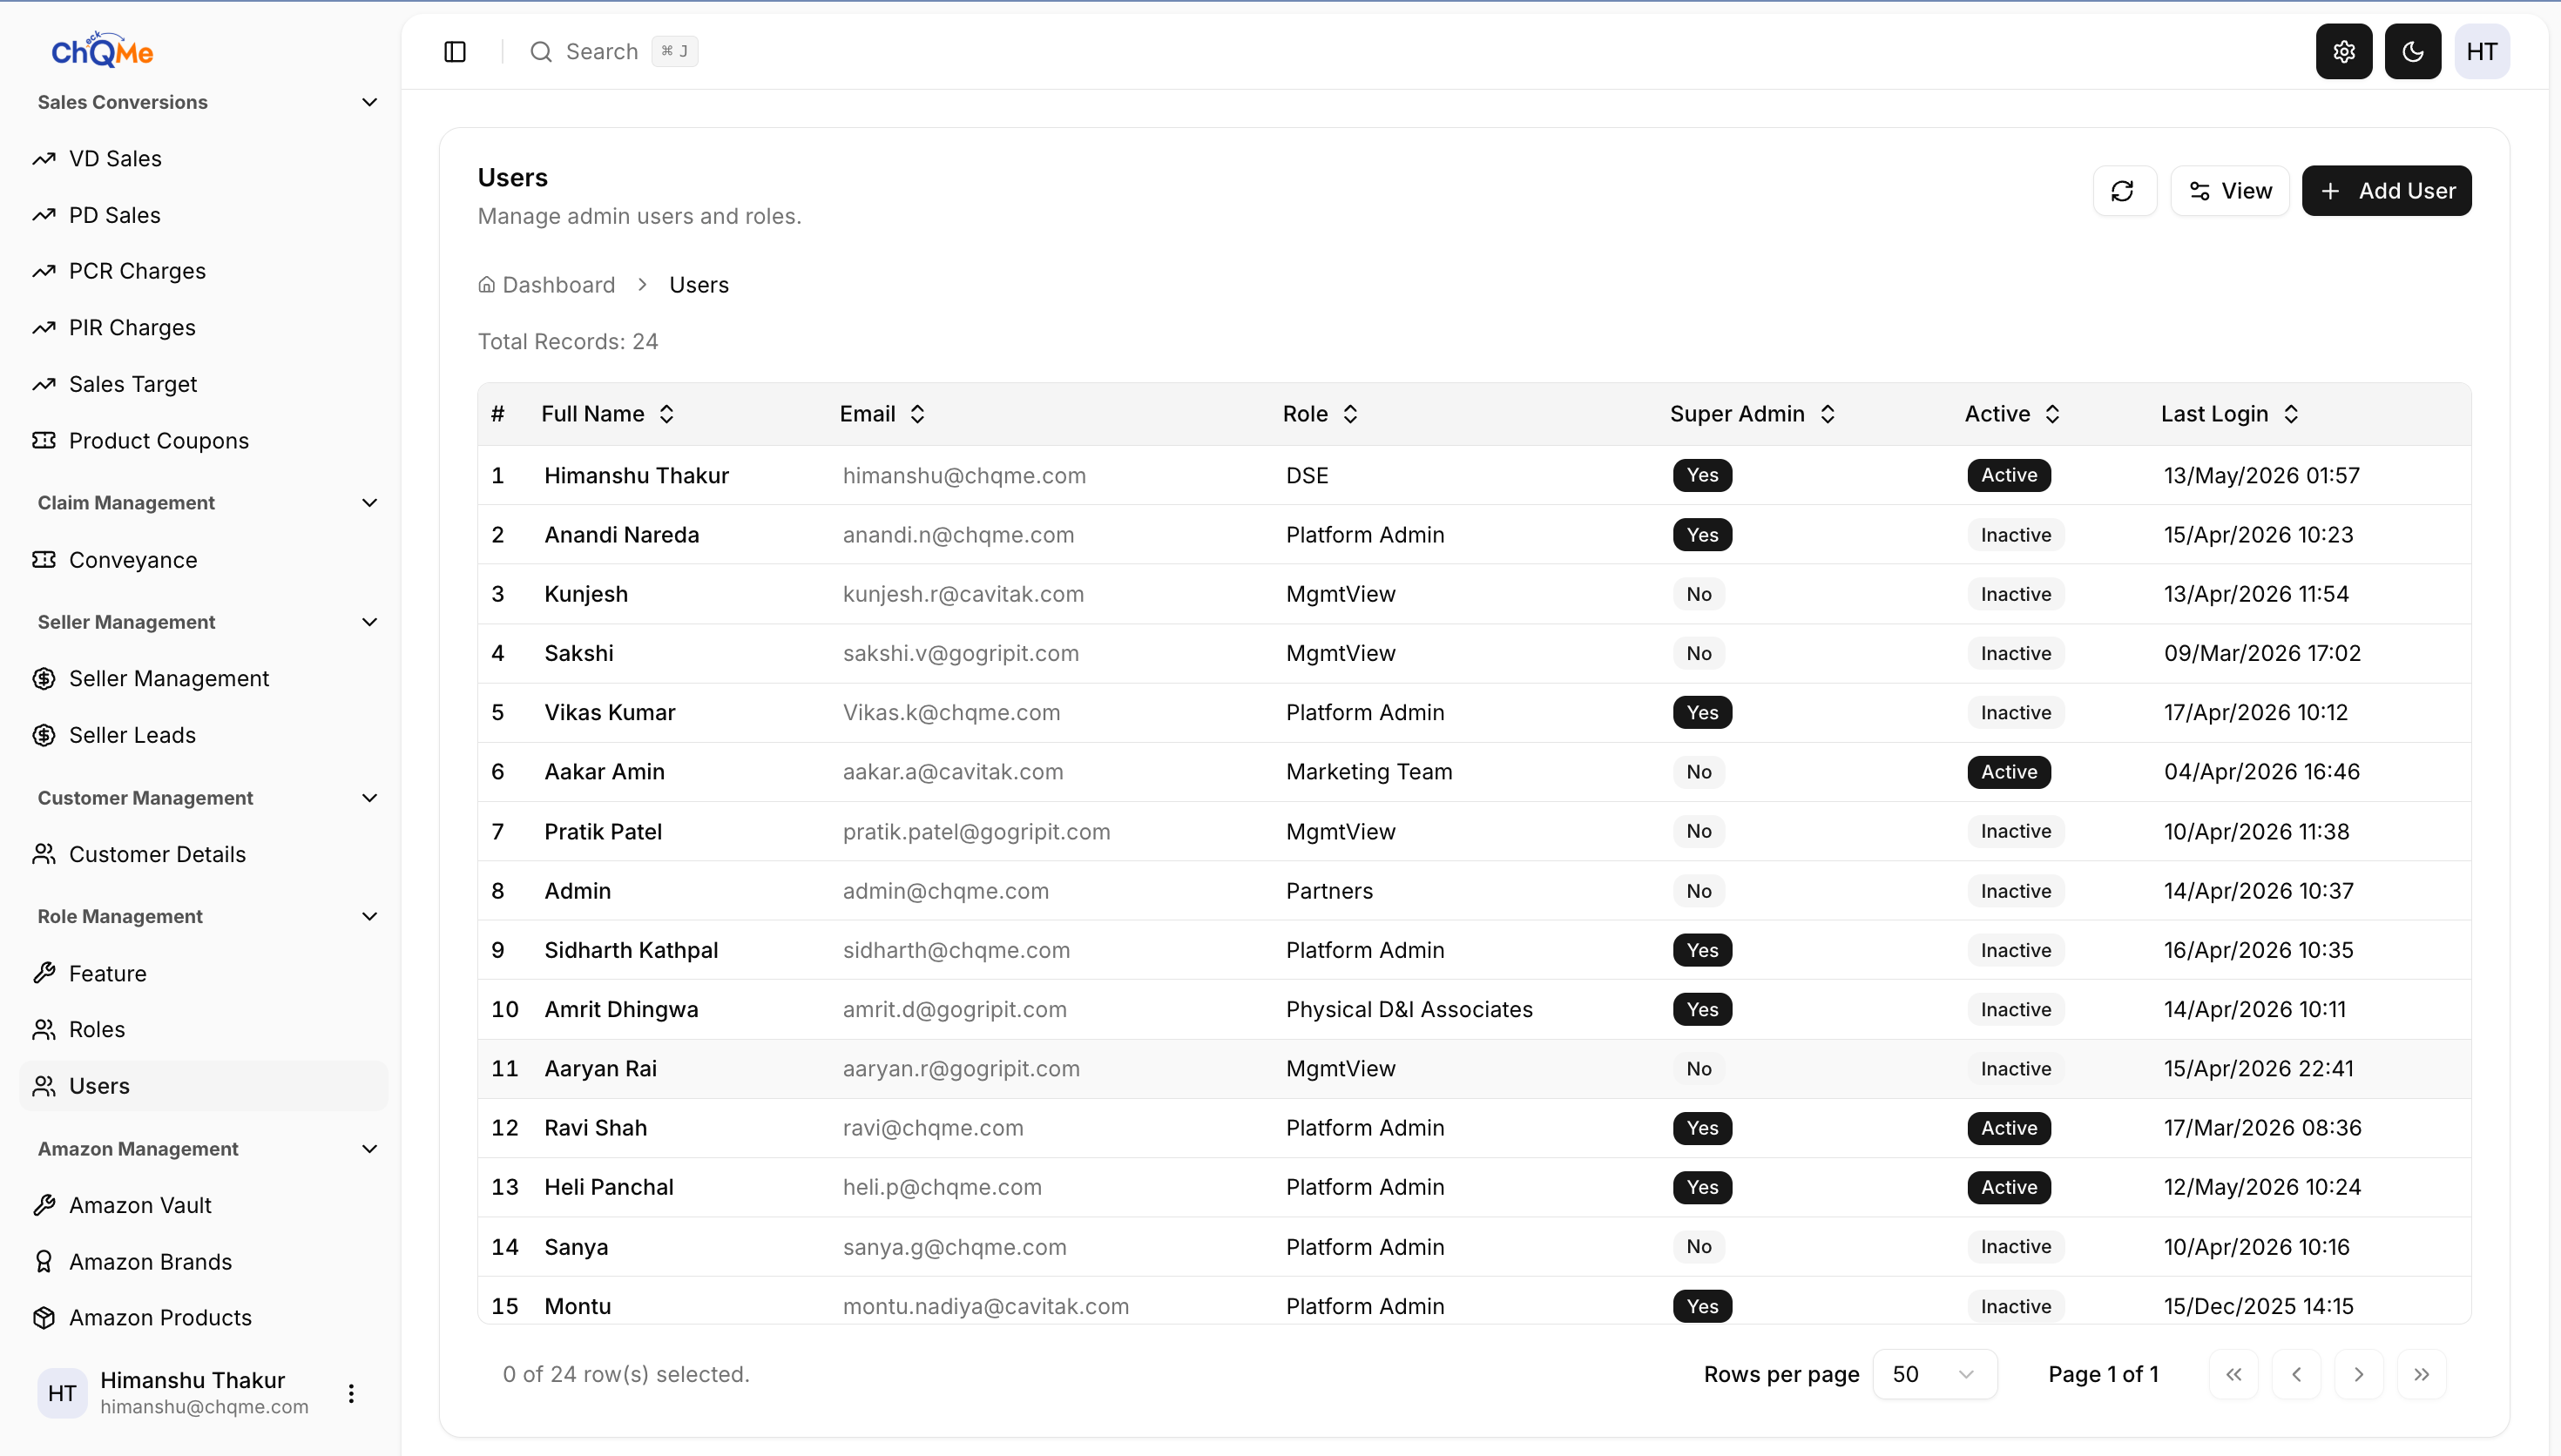 CheckQMe
Sales Conversions
VD Sales
PD Sales
PCR Charges
PIR Charges
Sales Target
Product Coupons
Claim Management
Conveyance
Seller Management
Seller Management
Seller Leads
Customer Management
Customer Details
Role Management
Feature
Roles
Users
Amazon Management
Amazon Vault
Amazon Brands
Amazon Products
HT Himanshu Thakur
himanshu@chqme.com
Search ⌘ J
HT
Users
Manage admin users and roles.
View
+ Add User
Dashboard > Users
Total Records: 24
# Full Name Email Role Super Admin Active Last Login
1 Himanshu Thakur himanshu@chqme.com DSE Yes Active 13/May/2026 01:57
2 Anandi Nareda anandi.n@chqme.com Platform Admin Yes Inactive 15/Apr/2026 10:23
3 Kunjesh kunjesh.r@cavitak.com MgmtView No Inactive 13/Apr/2026 11:54
4 Sakshi sakshi.v@gogripit.com MgmtView No Inactive 09/Mar/2026 17:02
5 Vikas Kumar Vikas.k@chqme.com Platform Admin Yes Inactive 17/Apr/2026 10:12
6 Aakar Amin aakar.a@cavitak.com Marketing Team No Active 04/Apr/2026 16:46
7 Pratik Patel pratik.patel@gogripit.com MgmtView No Inactive 10/Apr/2026 11:38
8 Admin admin@chqme.com Partners No Inactive 14/Apr/2026 10:37
9 Sidharth Kathpal sidharth@chqme.com Platform Admin Yes Inactive 16/Apr/2026 10:35
10 Amrit Dhingwa amrit.d@gogripit.com Physical D&I Associates Yes Inactive 14/Apr/2026 10:11
11 Aaryan Rai aaryan.r@gogripit.com MgmtView No Inactive 15/Apr/2026 22:41
12 Ravi Shah ravi@chqme.com Platform Admin Yes Active 17/Mar/2026 08:36
13 Heli Panchal heli.p@chqme.com Platform Admin Yes Active 12/May/2026 10:24
14 Sanya sanya.g@chqme.com Platform Admin No Inactive 10/Apr/2026 10:16
15 Montu montu.nadiya@cavitak.com Platform Admin Yes Inactive 15/Dec/2025 14:15
0 of 24 row(s) selected.
Rows per page 50 Page 1 of 1